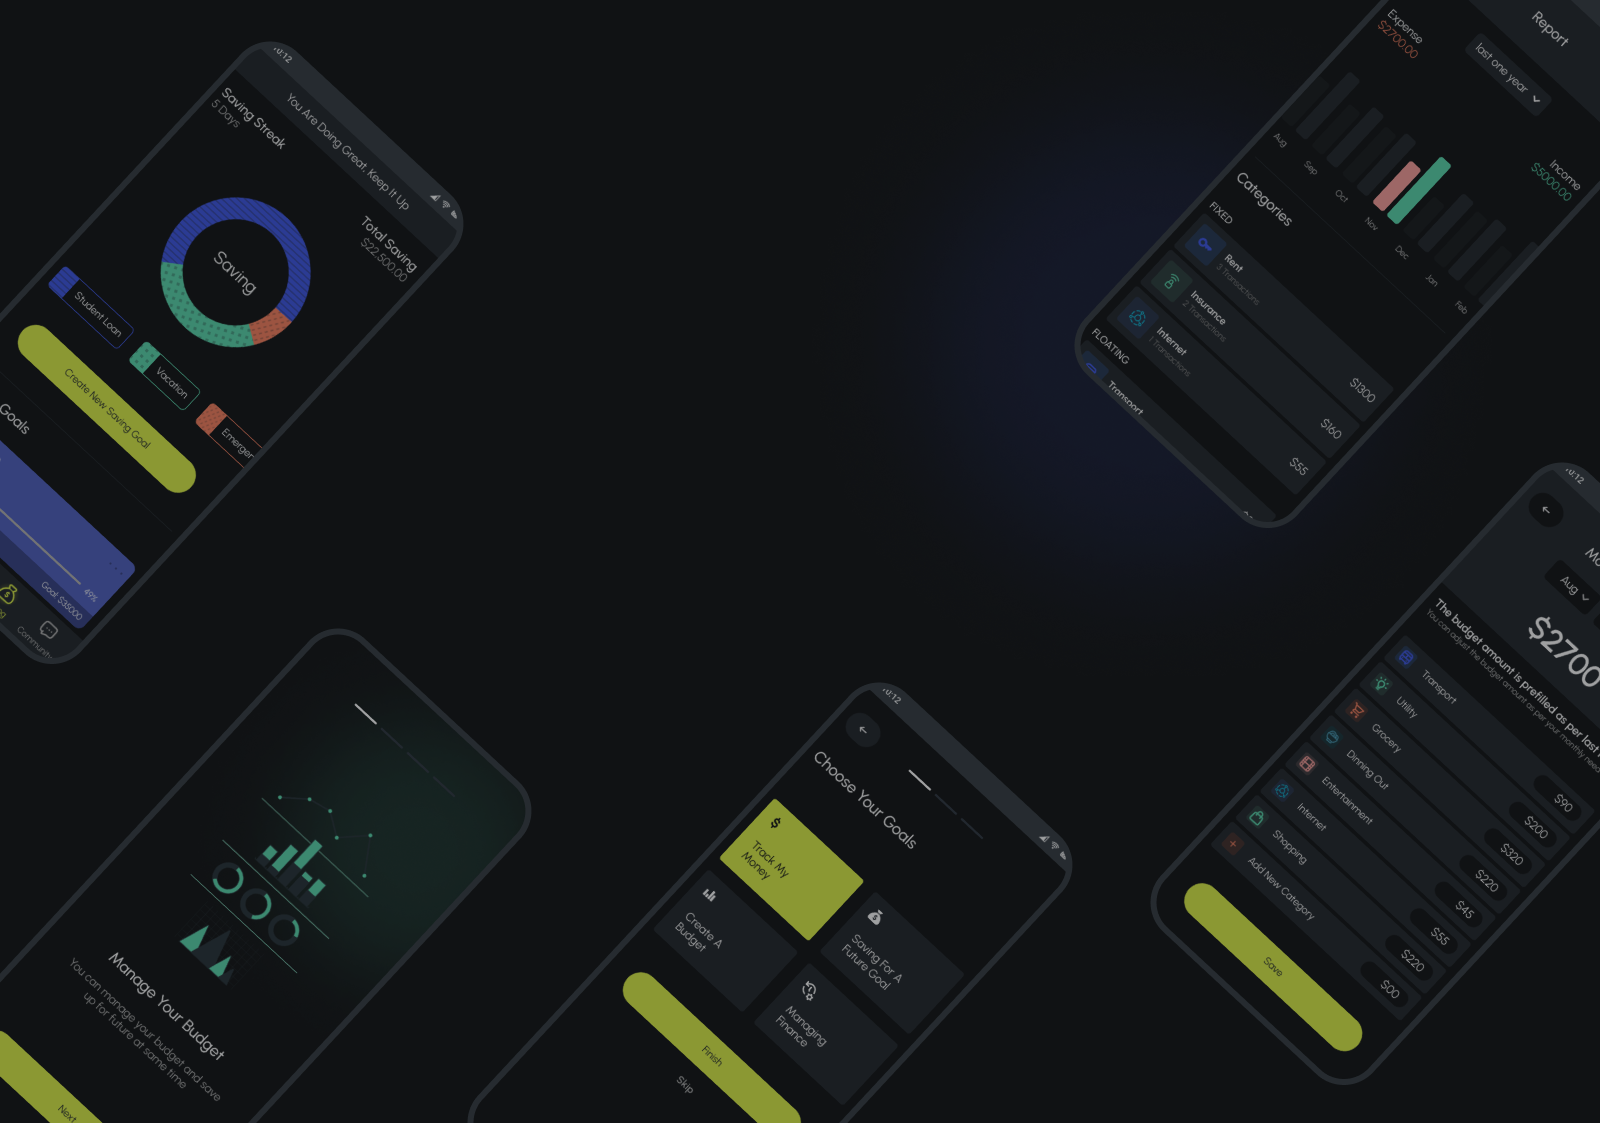 10:12
You Are Doing Great, Keep It Up
Saving Streak
5 Days
Total Saving
$22,500.00
Saving
Student Loan
Vacation
Create New Saving Goal
Goals
49%
Goal $35000
Report
Expense
$2700.00
last one year
Income
$5000.00
Aug
Sep
Oct
Nov
Dec
Jan
Feb
Categories
FIXED
Rent
3 Transactions
$1300
Insurance
2 Transactions
$160
Internet
1 Transactions
$55
FLOATING
Transport
Manage Your Budget
You can manage your budget and save
up for future at same time
Next
10:12
Choose Your Goals
$
Track My
Money
Create A
Budget
Saving For A
Future Goal
Managing
Finance
Finish
Skip
10:12
Aug
$2700
The budget amount is prefilled as per last
You can adjust the budget amount as per your monthly need
Transport
$90
Utility
$200
Grocery
$320
Dinning Out
$220
Entertainment
$45
Internet
$55
Shopping
$220
Add New Category
$00
Save